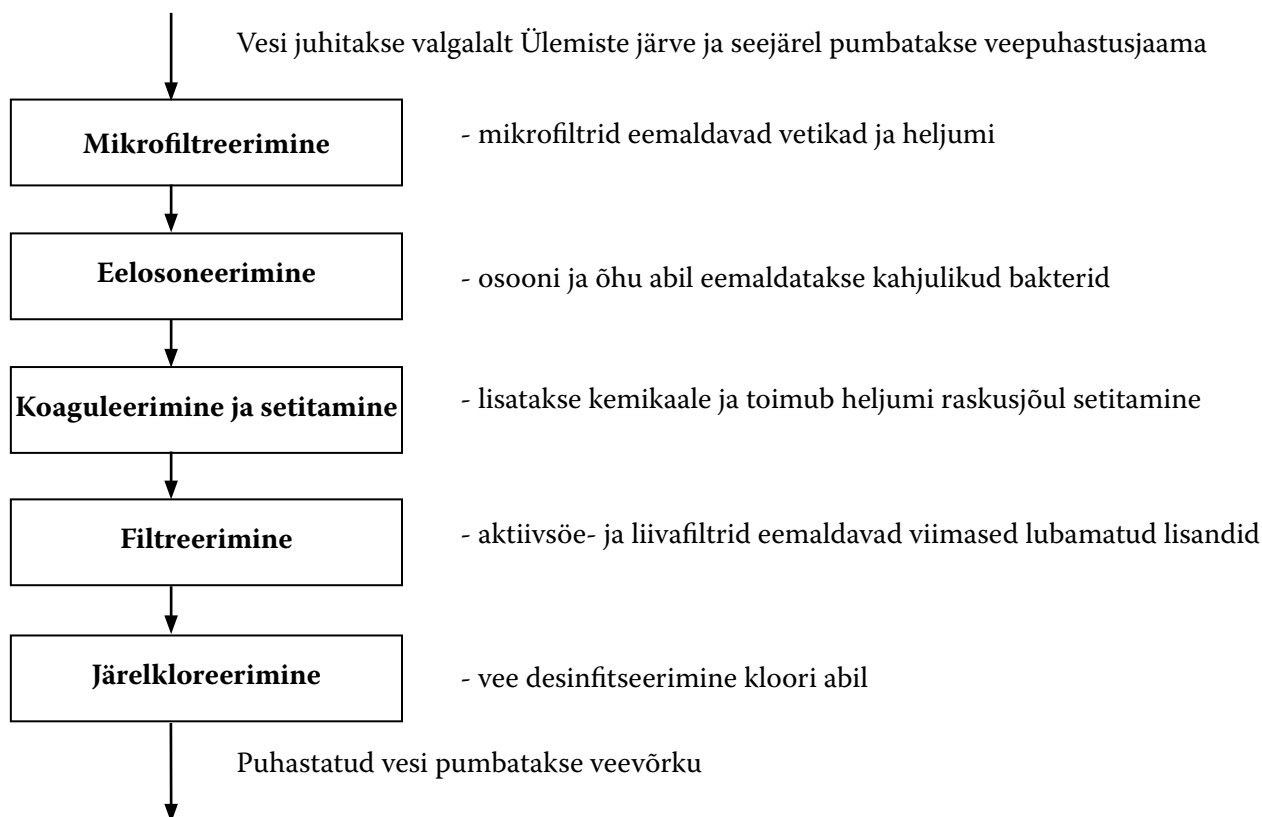 Vesi juhitakse valgalalt Ülemiste järve ja seejärel pumbatakse veepuhastusjaama
Mikrofiltreerimine
- mikrofiltrid eemaldavad vetikad ja heljumi
Eelosoneerimine
- osooni ja õhu abil eemaldatakse kahjulikud bakterid
Koaguleerimine ja setitamine
- lisatakse kemikaale ja toimub heljumi raskusjõul setitamine
Filtreerimine
- aktiivsöe- ja liivafiltrid eemaldavad viimased lubamatud lisandid
Järelkloreerimine
- vee desinfitseerimine kloori abil
Puhastatud vesi pumbatakse veevõrku